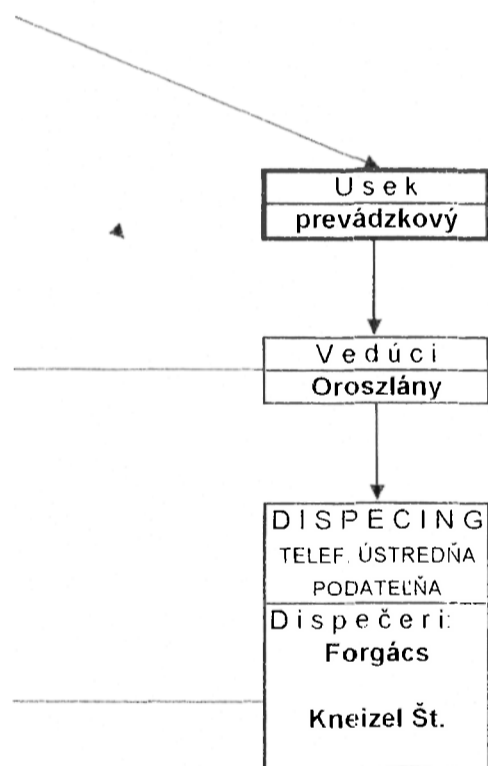 Usek
prevádzkový
Vedúci
Oroszlány
DISPECING
TELEF. ÚSTREDŇA
PODATEĽŇA
Dispečeri:
Forgács
Kneizel Št.